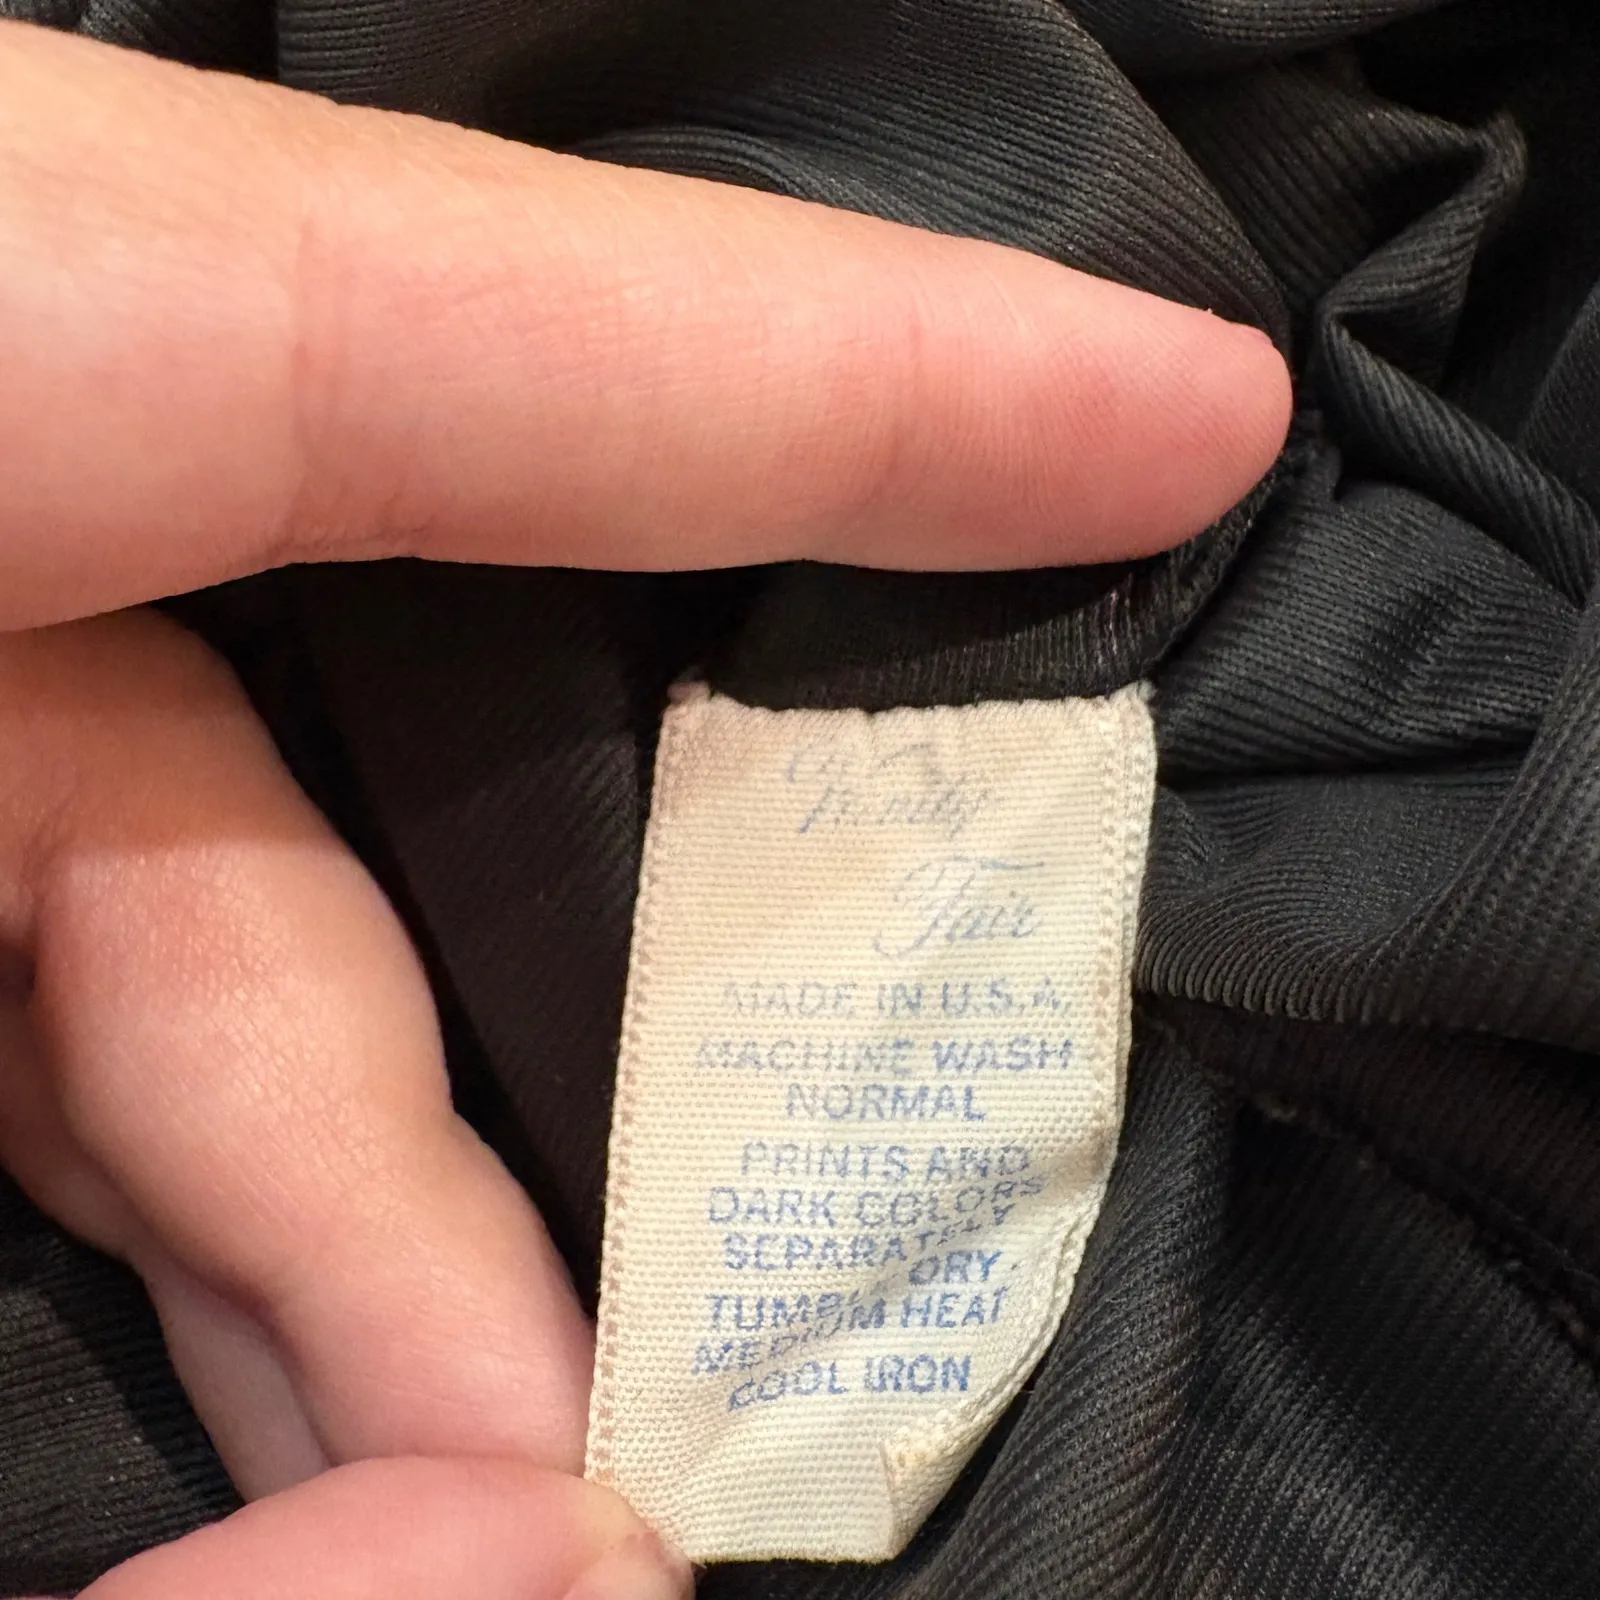 Vanity
Fair
MADE IN U.S.A.
MACHINE WASH
NORMAL
PRINTS AND
DARK COLORS
SEPARATELY
TUMBLE DRY
MEDIUM HEAT
COOL IRON